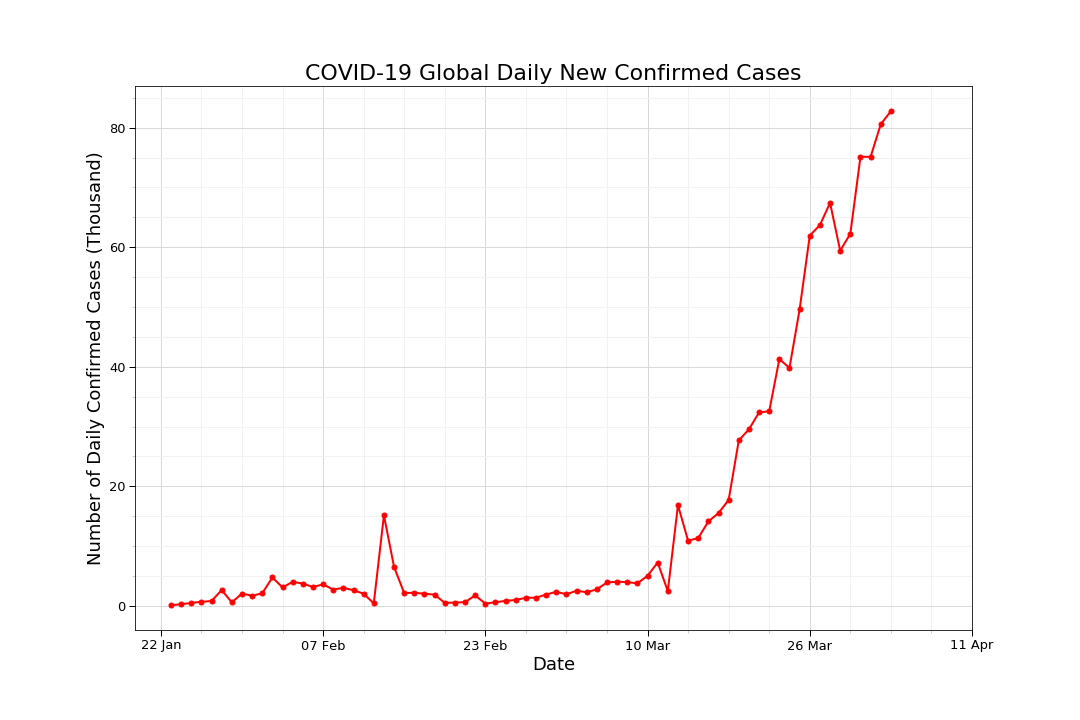 COVID-19 Global Daily New Confirmed Cases
Number of Daily Confirmed Cases (Thousand)
80
60
40
20
0
22 Jan 07 Feb 23 Feb 10 Mar 26 Mar 11 Apr
Date